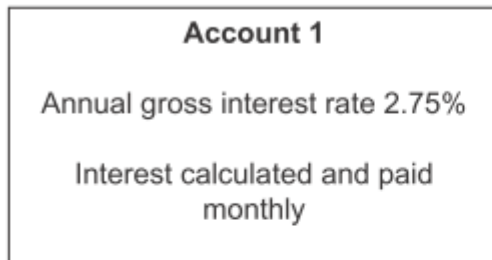 Account 1
Annual gross interest rate 2.75%
Interest calculated and paid
monthly